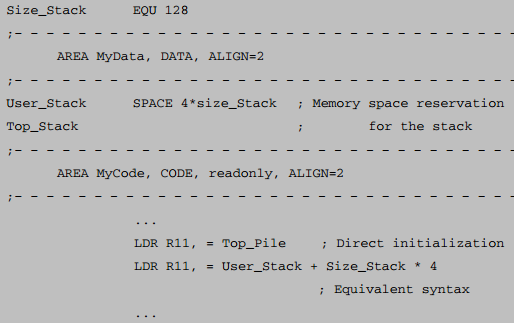 Size_Stack EQU 128
;- - - - - - - - - - - - - - - - - - - - - - - - - - - - - - - - -
AREA MyData, DATA, ALIGN=2
;- - - - - - - - - - - - - - - - - - - - - - - - - - - - - - - - -
User_Stack SPACE 4*size_Stack ; Memory space reservation
Top_Stack ; for the stack
;- - - - - - - - - - - - - - - - - - - - - - - - - - - - - - - - -
AREA MyCode, CODE, readonly, ALIGN=2
;- - - - - - - - - - - - - - - - - - - - - - - - - - - - - - - - -
...
LDR R11, = Top_Pile ; Direct initialization
LDR R11, = User_Stack + Size_Stack * 4
; Equivalent syntax
...